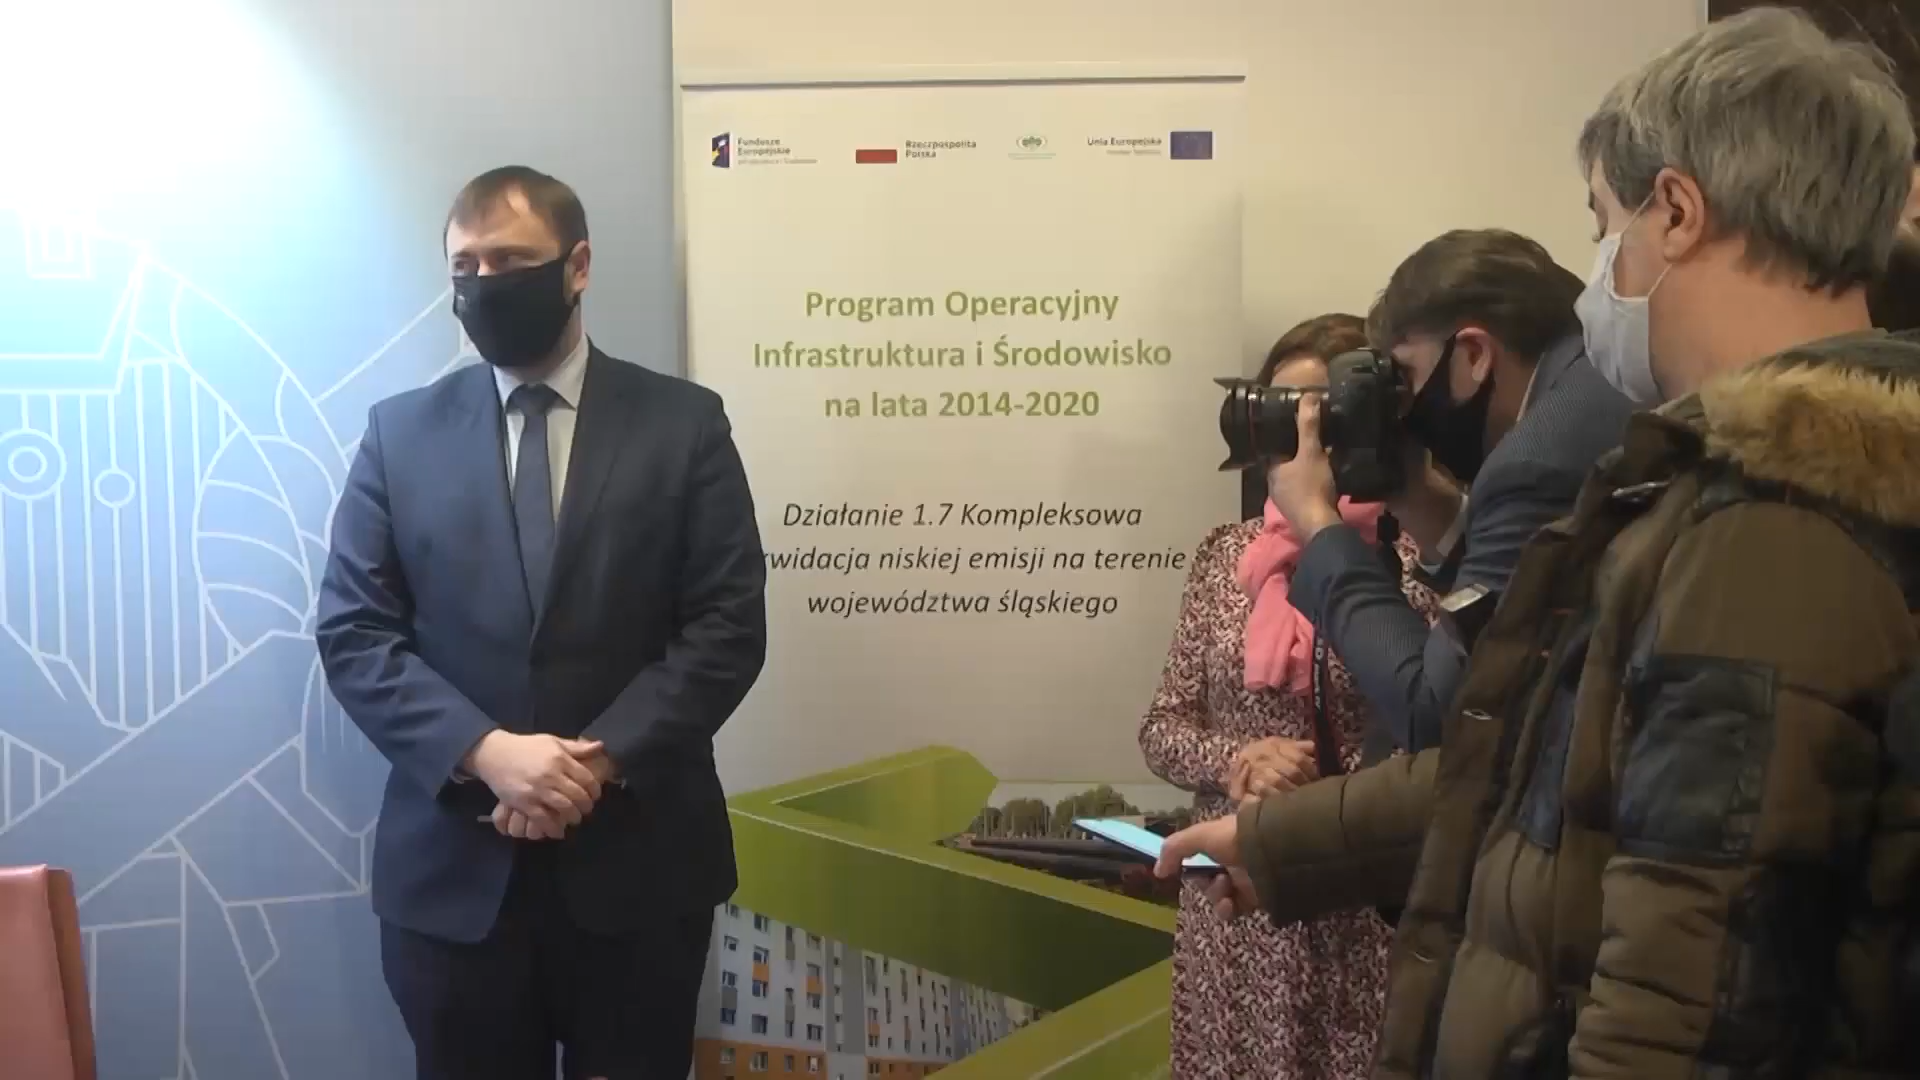 Fundusze
Europejskie
Rzeczpospolita
Polska
Unia Europejska
Program Operacyjny
Infrastruktura i Środowisko
na lata 2014-2020
Działanie 1.7 Kompleksowa
widacja niskiej emisji na terenie
województwa śląskiego